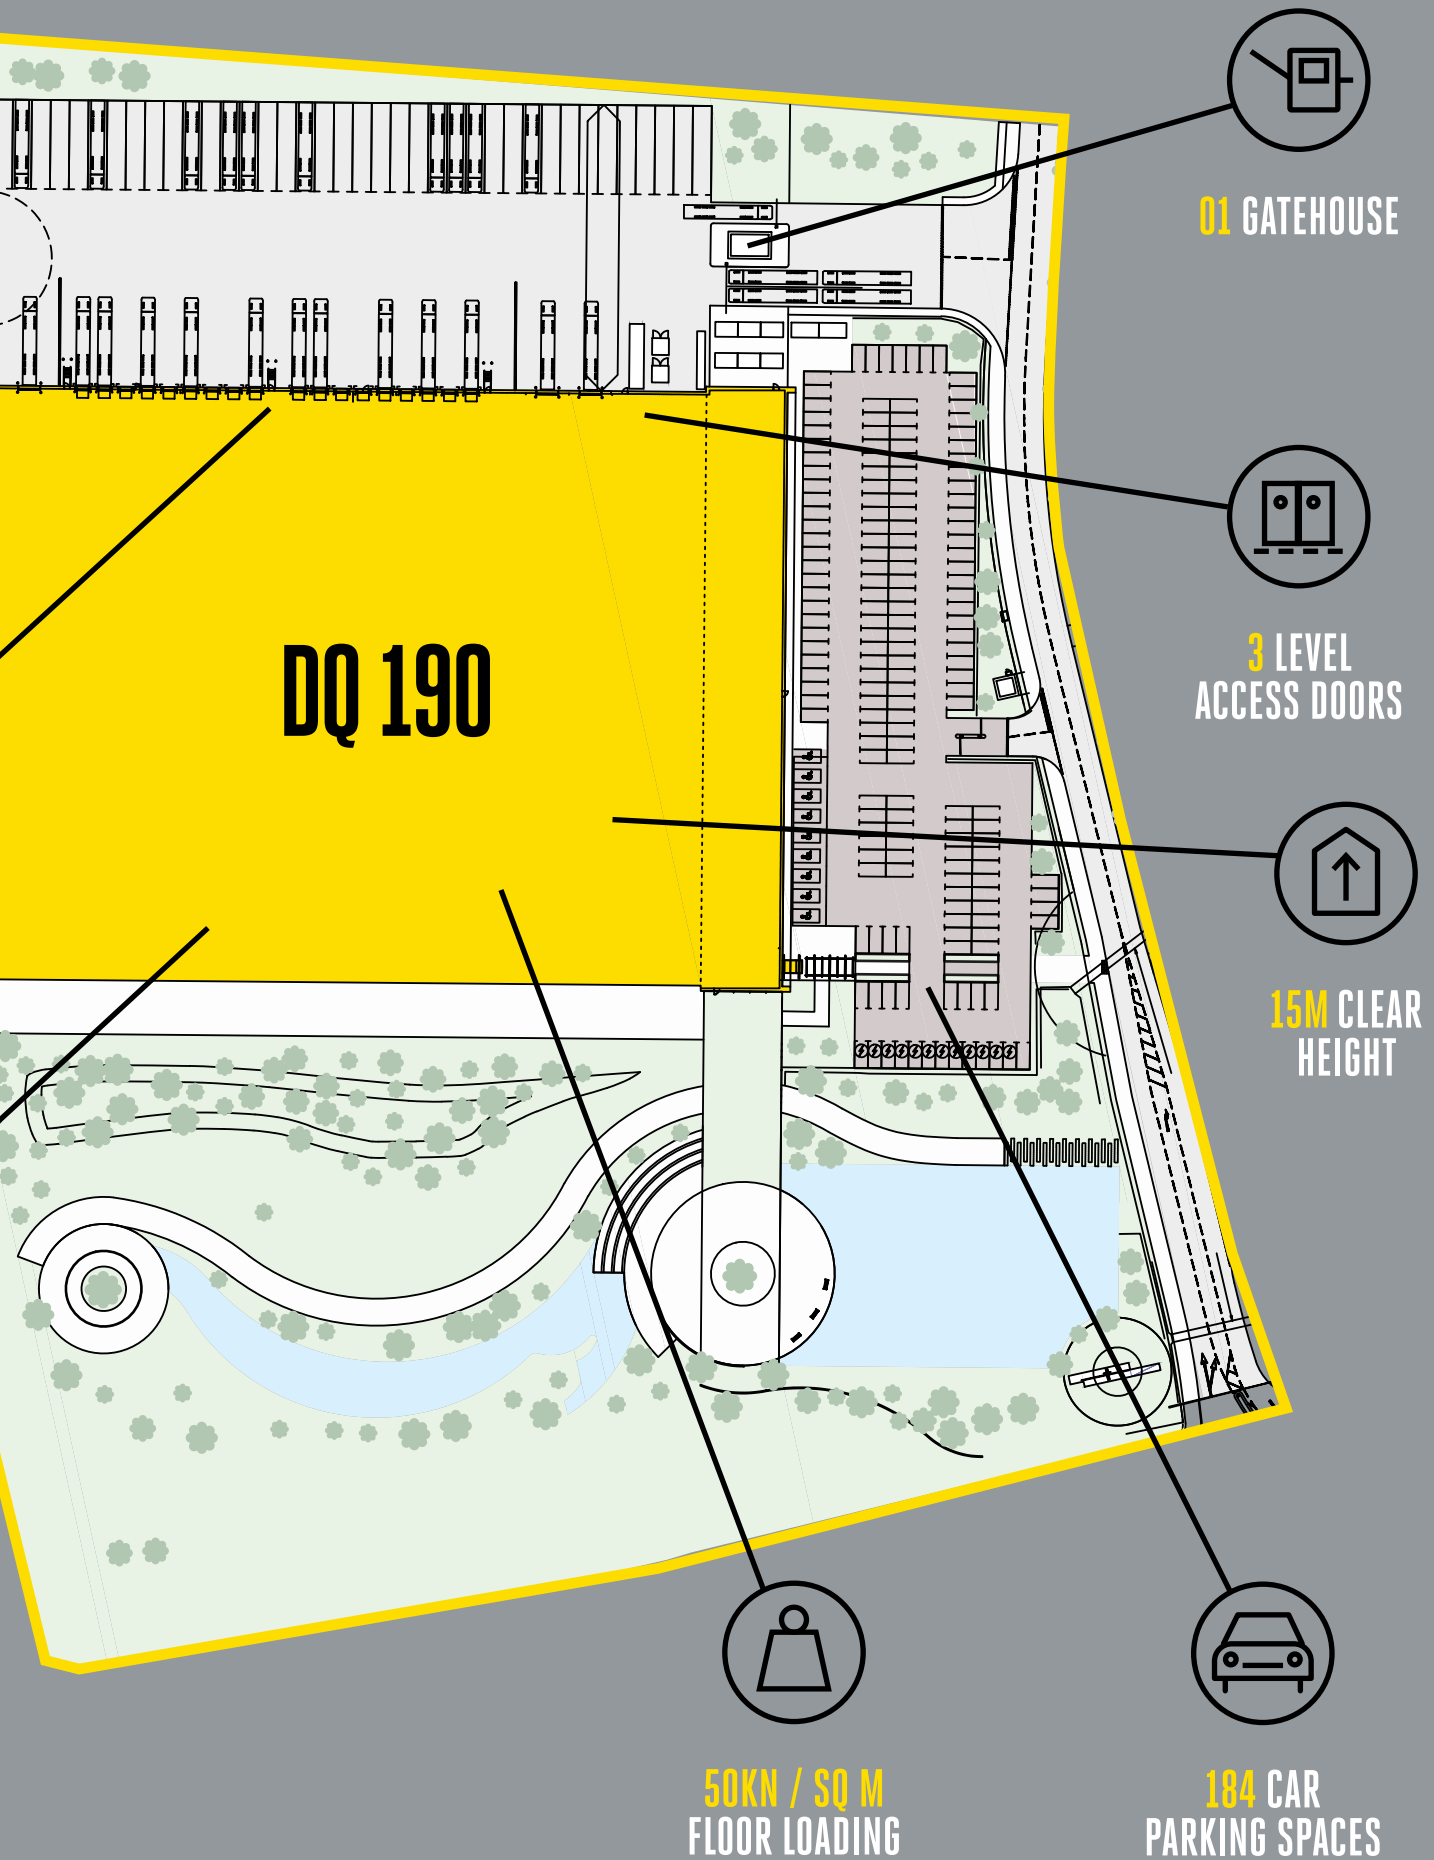 01 GATEHOUSE
3 LEVEL
ACCESS DOORS
DQ 190
15M CLEAR
HEIGHT
50KN / SQ M
FLOOR LOADING
184 CAR
PARKING SPACES